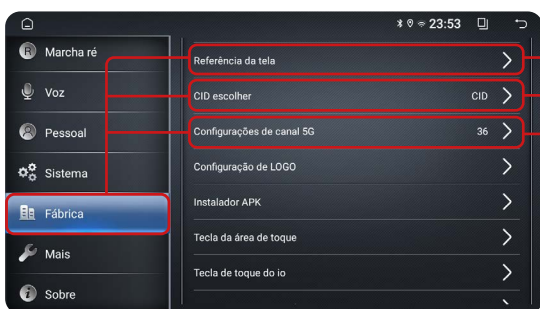 23:53
R Marcha ré
Voz
Pessoal
Sistema
Fábrica
Mais
i Sobre
Referência da tela
CID escolher CID
Configurações de canal 5G 36
Configuração de LOGO
Instalador APK
Tecla da área de toque
Tecla de toque do io